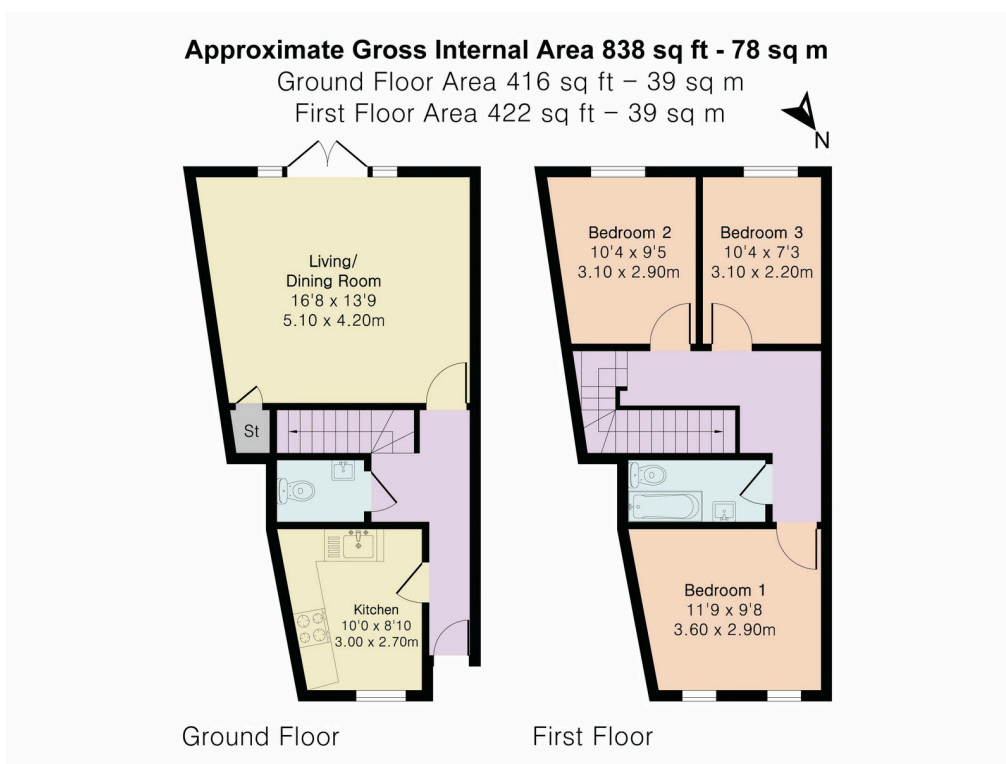 Approximate Gross Internal Area 838 sq ft - 78 sq m
Ground Floor Area 416 sq ft – 39 sq m
First Floor Area 422 sq ft – 39 sq m
N
Living/
Dining Room
16'8 x 13'9
5.10 x 4.20m
St
Kitchen
10'0 x 8'10
3.00 x 2.70m
Ground Floor
Bedroom 2
10'4 x 9'5
3.10 x 2.90m
Bedroom 3
10'4 x 7'3
3.10 x 2.20m
Bedroom 1
11'9 x 9'8
3.60 x 2.90m
First Floor